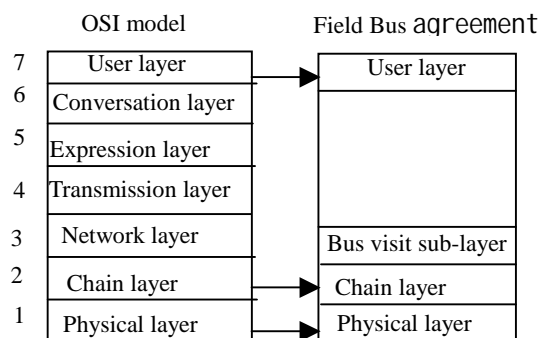 OSI model Field Bus agreement
7 User layer User layer
6 Conversation layer
5 Expression layer
4 Transmission layer
3 Network layer Bus visit sub-layer
2 Chain layer Chain layer
1 Physical layer Physical layer